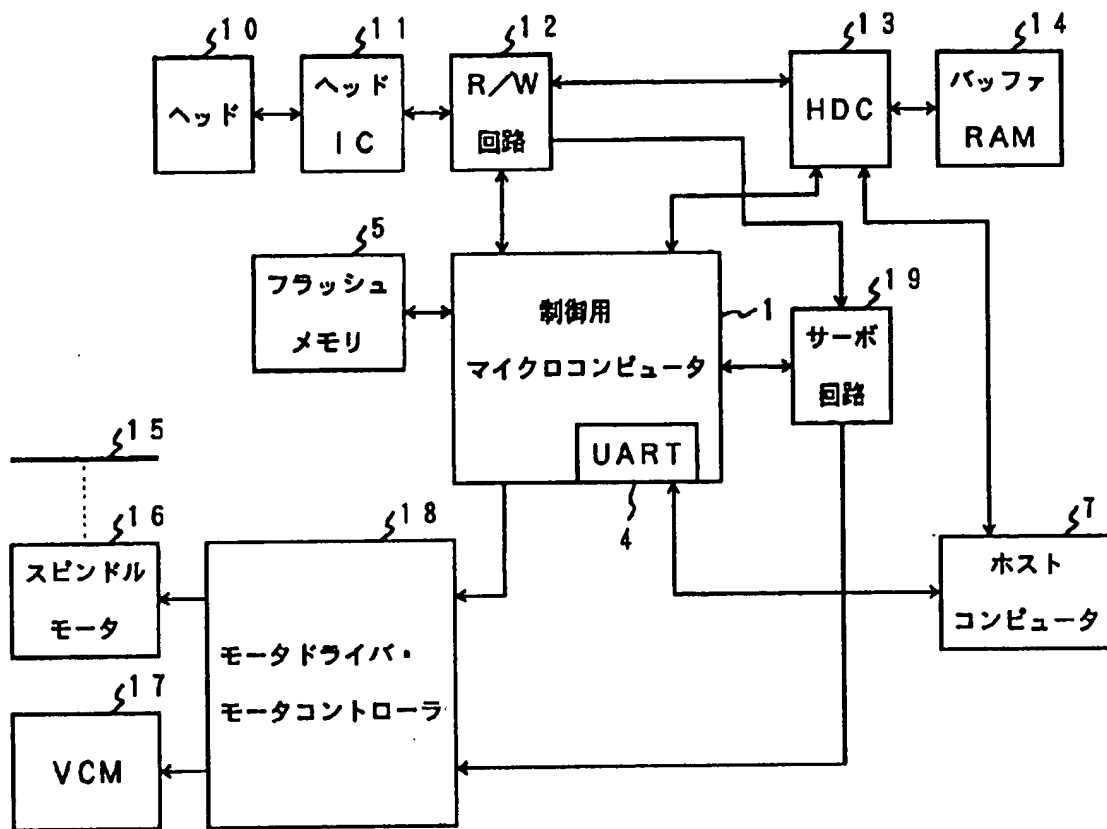 10
11
12
13
14
ヘッド
ヘッド
IC
R/W
回路
HDC
バッファ
RAM
5
フラッシュ
メモリ
制御用
マイクロコンピュータ
1
19
サーボ
回路
UART
4
15
16
スピンドル
モータ
18
モータドライバ・
モータコントローラ
7
ホスト
コンピュータ
17
VCM